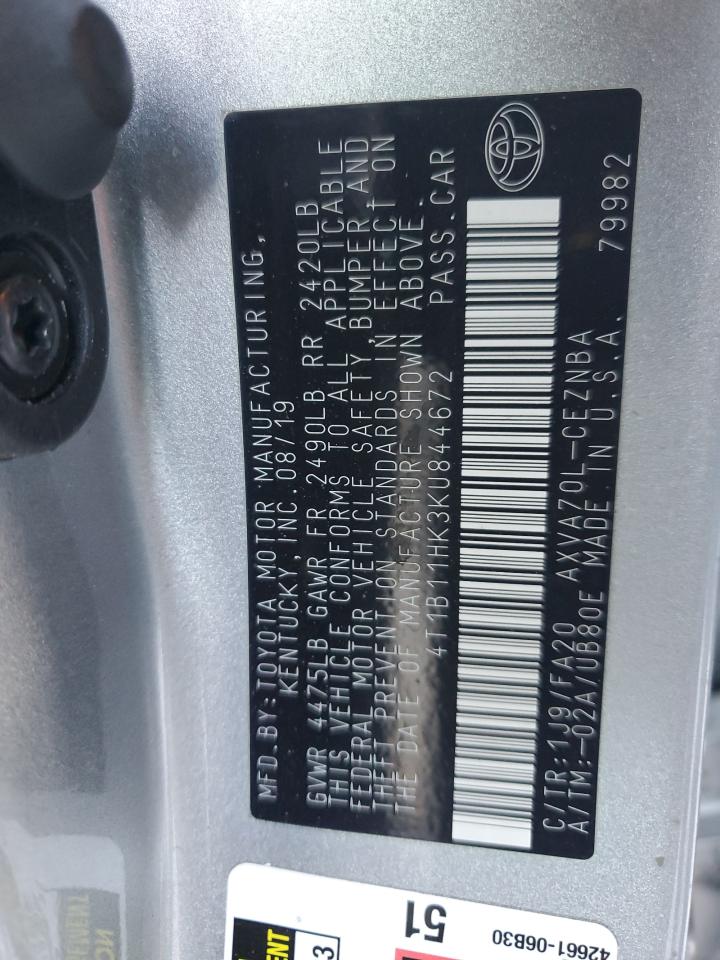 MFD.BY:TOYOTA MOTOR MANUFACTURING,
KENTUCKY, INC. 08/19
GVWR 4475LB GAWR FR 2490LB RR 2420LB
THIS VEHICLE CONFORMS TO ALL APPLICABLE
FEDERAL MOTOR VEHICLE SAFETY, BUMPER AND
THEFT PREVENTION STANDARDS IN EFFECT ON
THE DATE OF MANUFACTURE SHOWN ABOVE.
4T1B11HK3KU844672 PASS.CAR
C/TR:1J9/FA20 AXVA70L-CEZNBA
A/TM:-02A/UB80E MADE IN U.S.A. 79982
51
42661-06B30
3